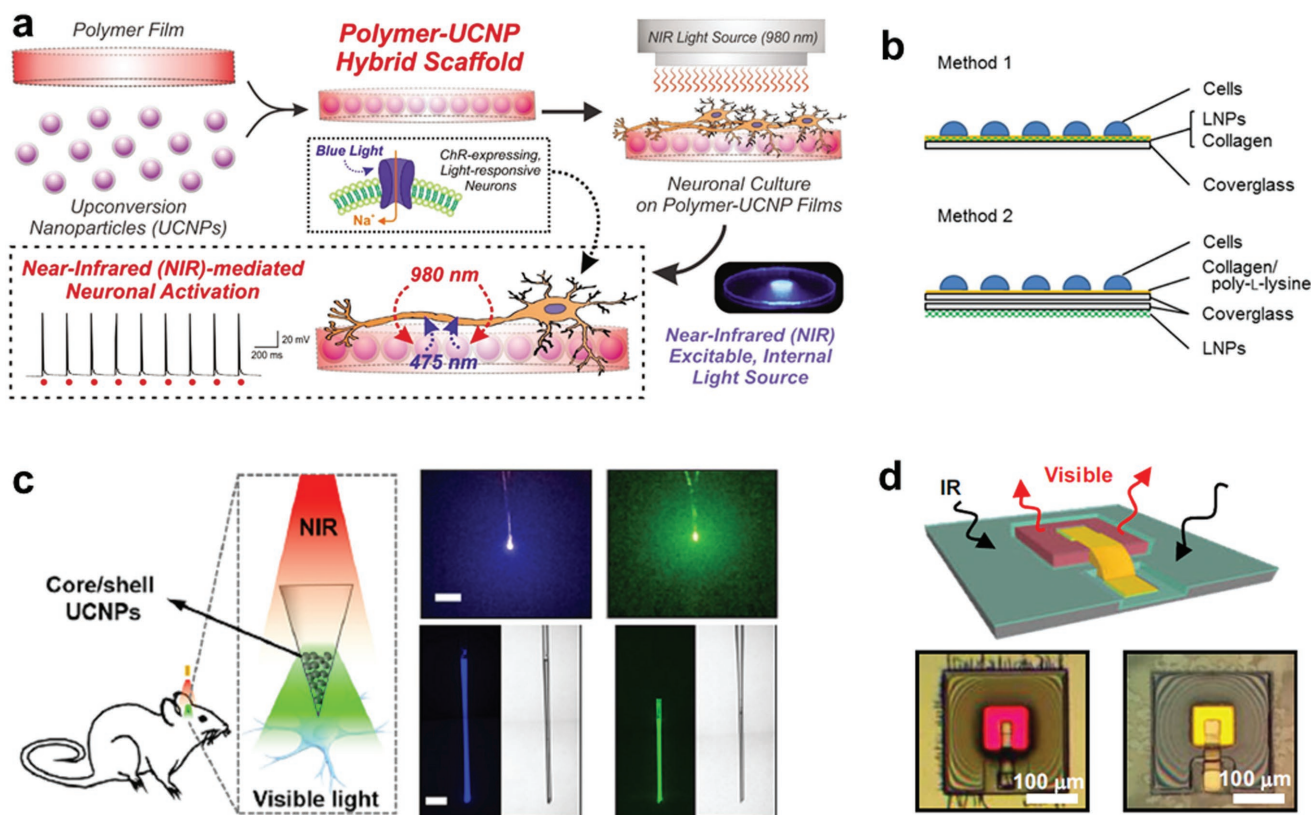 a
Polymer Film
Upconversion
Nanoparticles (UCNPs)
Polymer-UCNP
Hybrid Scaffold
NIR Light Source (980 nm)
Blue Light
Na+
ChR-expressing,
Light-responsive
Neurons
Neuronal Culture
on Polymer-UCNP Films
Near-Infrared (NIR)-mediated
Neuronal Activation
20 mV
200 ms
980 nm
475 nm
Near-Infrared (NIR)
Excitable, Internal
Light Source
b
Method 1
Cells
LNPs
Collagen
Coverglass
Method 2
Cells
Collagen/
poly-L-lysine
Coverglass
LNPs
c
Core/shell
UCNPs
NIR
Visible light
d
IR
Visible
100 μm
100 μm